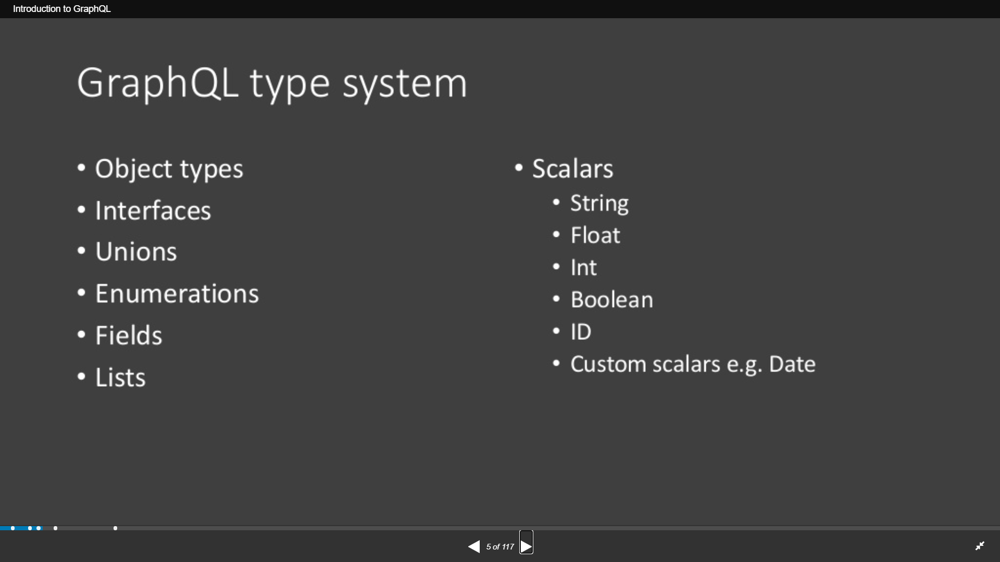 Introduction to GraphQL
GraphQL type system
• Object types
• Interfaces
• Unions
• Enumerations
• Fields
• Lists
• Scalars
• String
• Float
• Int
• Boolean
• ID
• Custom scalars e.g. Date
5 of 117